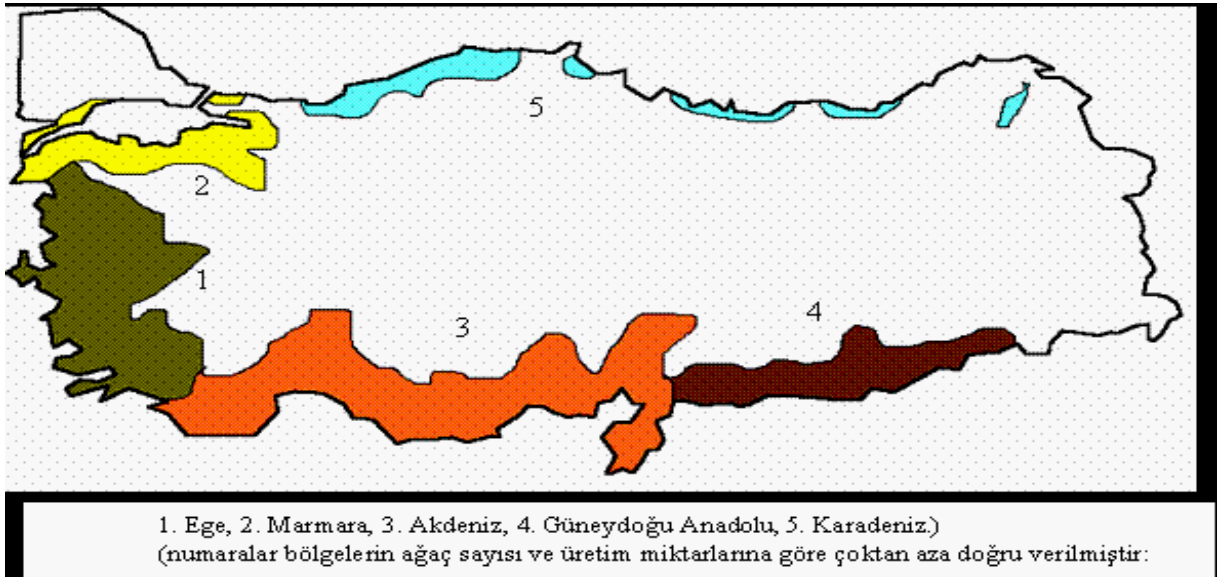 5
2
1
3
4
1. Ege, 2. Marmara, 3. Akdeniz, 4. Güneydoğu Anadolu, 5. Karadeniz.)
(numaralar bölgelerin ağaç sayısı ve üretim miktarlarına göre çoktan aza doğru verilmiştir: